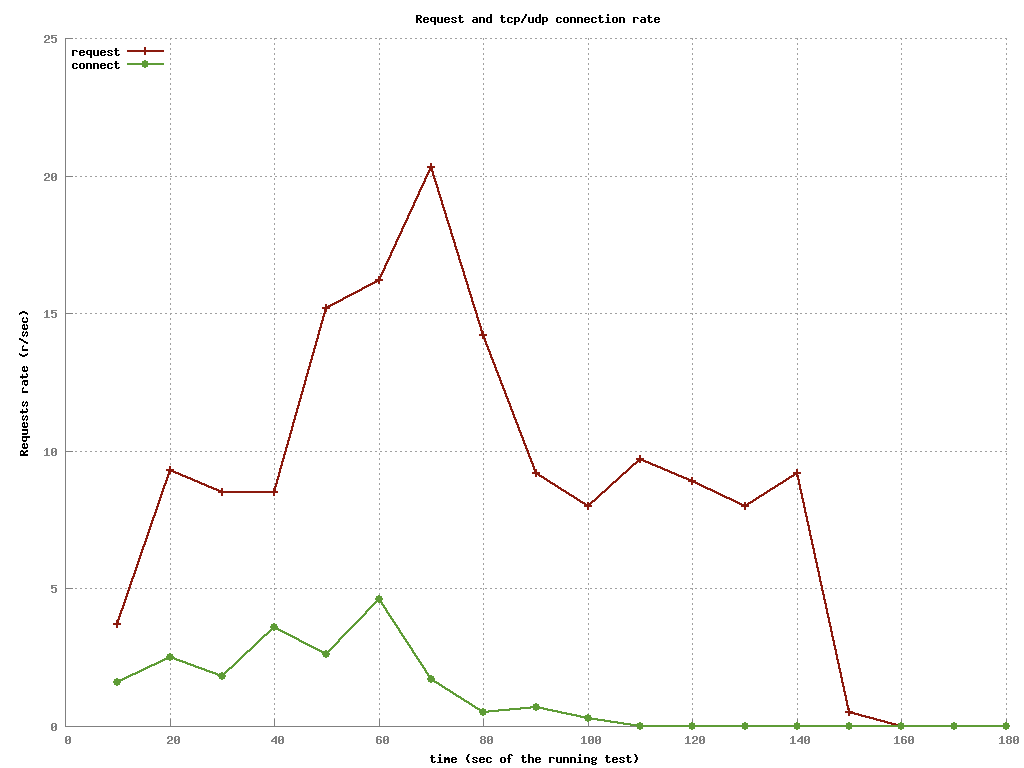 Request and tcp/udp connection rate
request
connect
25
20
15
10
5
0
Requests rate (r/sec)
0 20 40 60 80 100 120 140 160 180
time (sec of the running test)